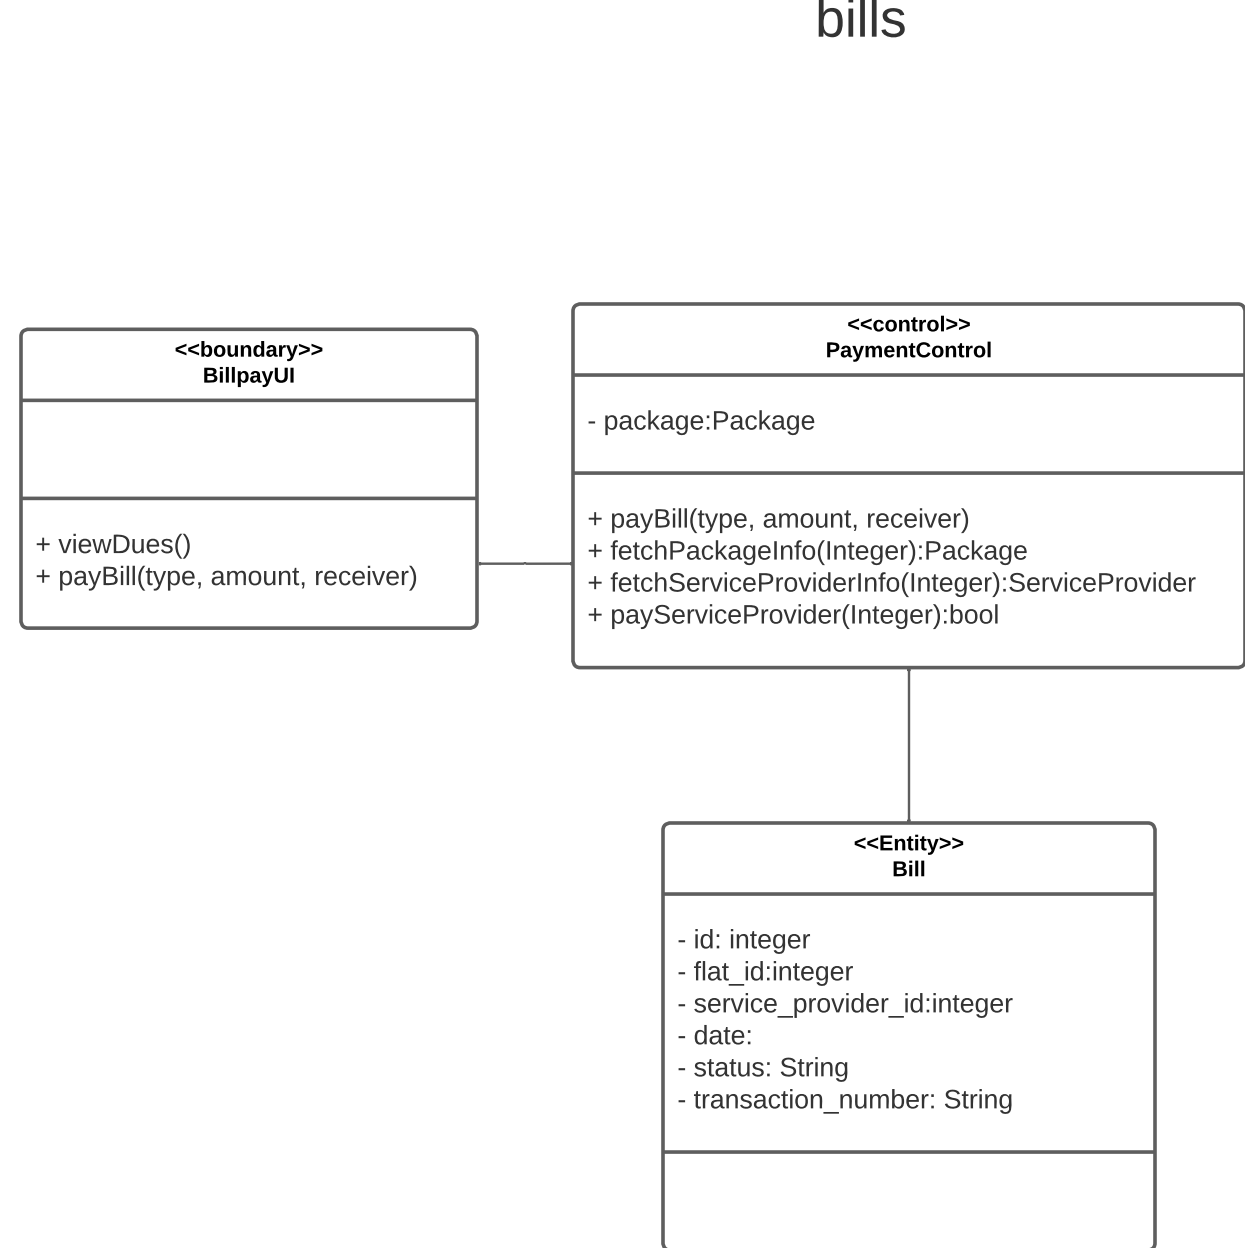 bills
<<boundary>>
BillpayUI
+ viewDues()
+ payBill(type, amount, receiver)
<<control>>
PaymentControl
- package:Package
+ payBill(type, amount, receiver)
+ fetchPackageInfo(Integer):Package
+ fetchServiceProviderInfo(Integer):ServiceProvider
+ payServiceProvider(Integer):bool
<<Entity>>
Bill
- id: integer
- flat_id:integer
- service_provider_id:integer
- date:
- status: String
- transaction_number: String